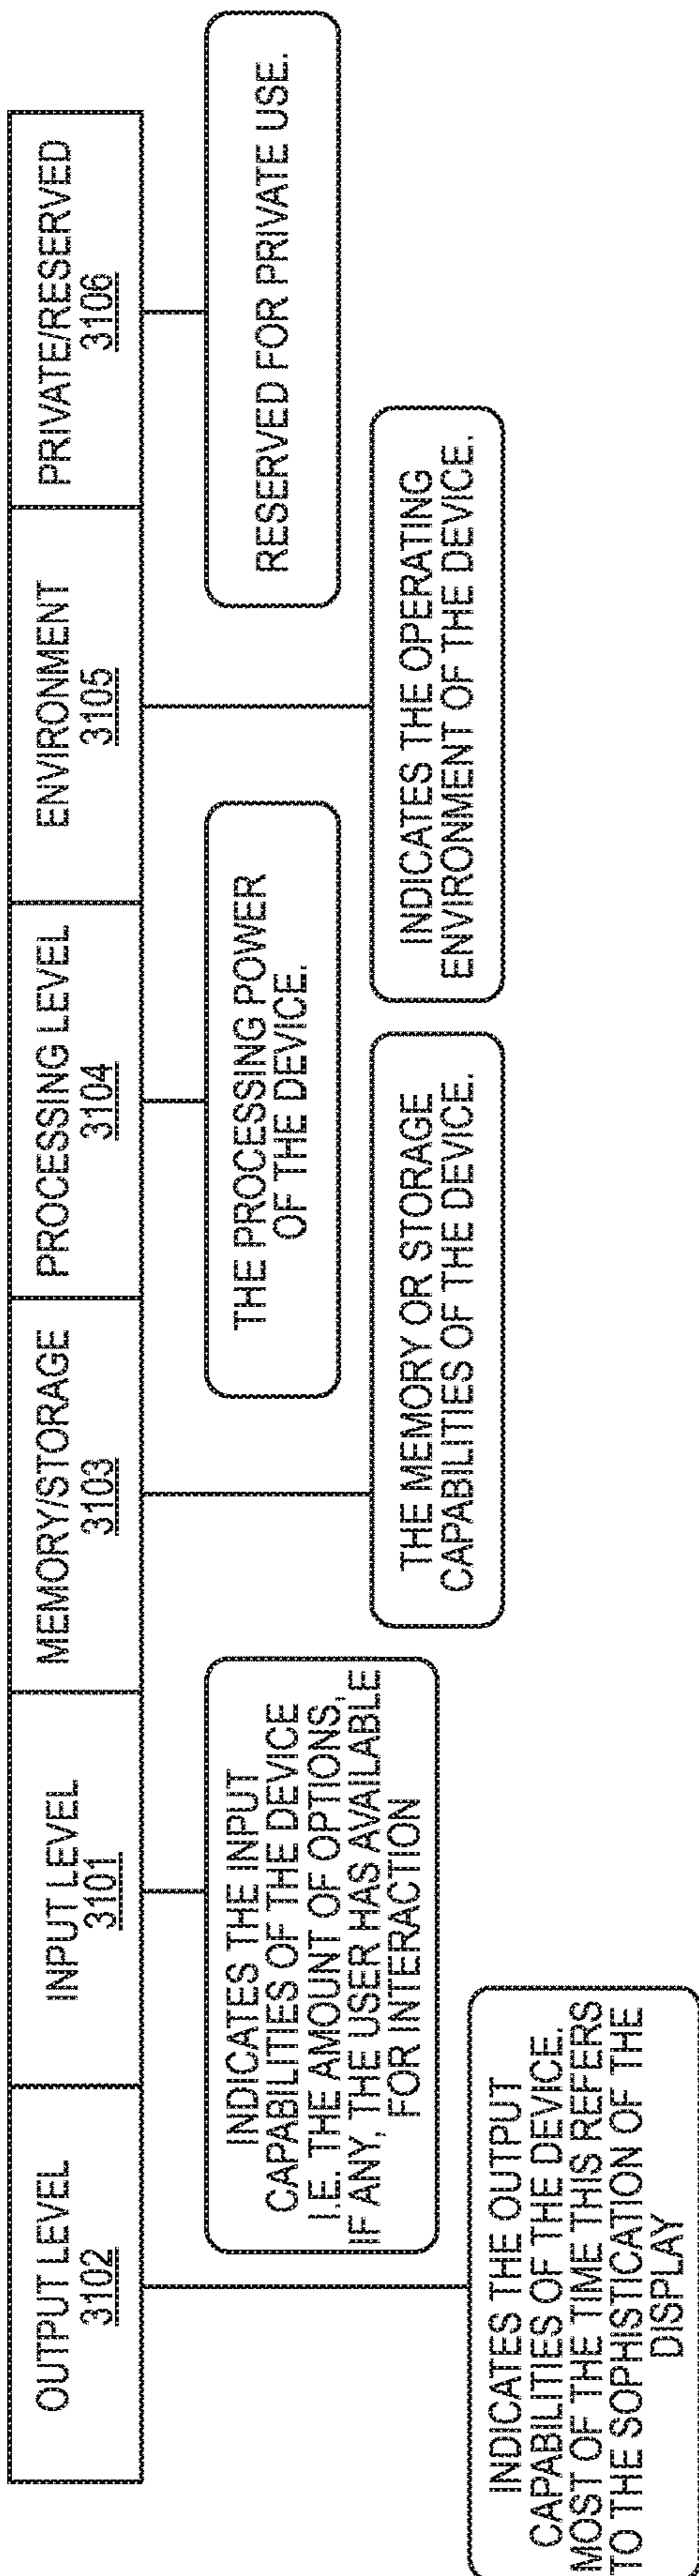 OUTPUT LEVEL
3102
INPUT LEVEL
3101
MEMORY/STORAGE
3103
PROCESSING LEVEL
3104
ENVIRONMENT
3105
PRIVATE/RESERVED
3106
INDICATES THE OUTPUT
CAPABILITIES OF THE DEVICE.
MOST OF THE TIME THIS REFERS
TO THE SOPHISTICATION OF THE
DISPLAY
INDICATES THE INPUT
CAPABILITIES OF THE DEVICE
I.E. THE AMOUNT OF OPTIONS,
IF ANY, THE USER HAS AVAILABLE
FOR INTERACTION
THE MEMORY OR STORAGE
CAPABILITIES OF THE DEVICE.
THE PROCESSING POWER
OF THE DEVICE.
INDICATES THE OPERATING
ENVIRONMENT OF THE DEVICE.
RESERVED FOR PRIVATE USE.